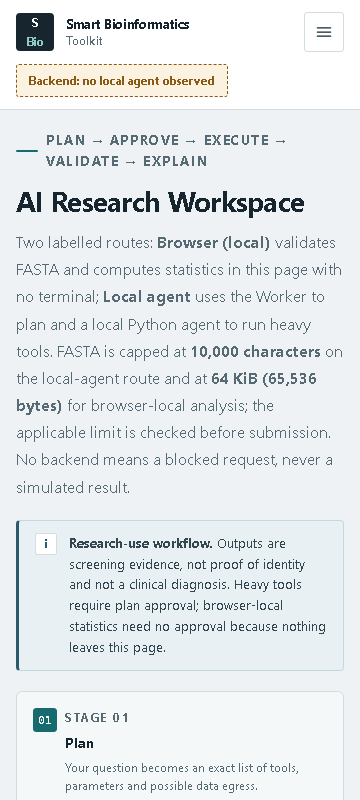 S
Bio
Smart Bioinformatics
Toolkit
Backend: no local agent observed
PLAN → APPROVE → EXECUTE →
VALIDATE → EXPLAIN
AI Research Workspace
Two labelled routes: Browser (local) validates
FASTA and computes statistics in this page with
no terminal; Local agent uses the Worker to
plan and a local Python agent to run heavy
tools. FASTA is capped at 10,000 characters on
the local-agent route and at 64 KiB (65,536
bytes) for browser-local analysis; the
applicable limit is checked before submission.
No backend means a blocked request, never a
simulated result.
i
Research-use workflow. Outputs are
screening evidence, not proof of identity
and not a clinical diagnosis. Heavy tools
require plan approval; browser-local
statistics need no approval because nothing
leaves this page.
01
STAGE 01
Plan
Your question becomes an exact list of tools,
parameters and possible data egress.